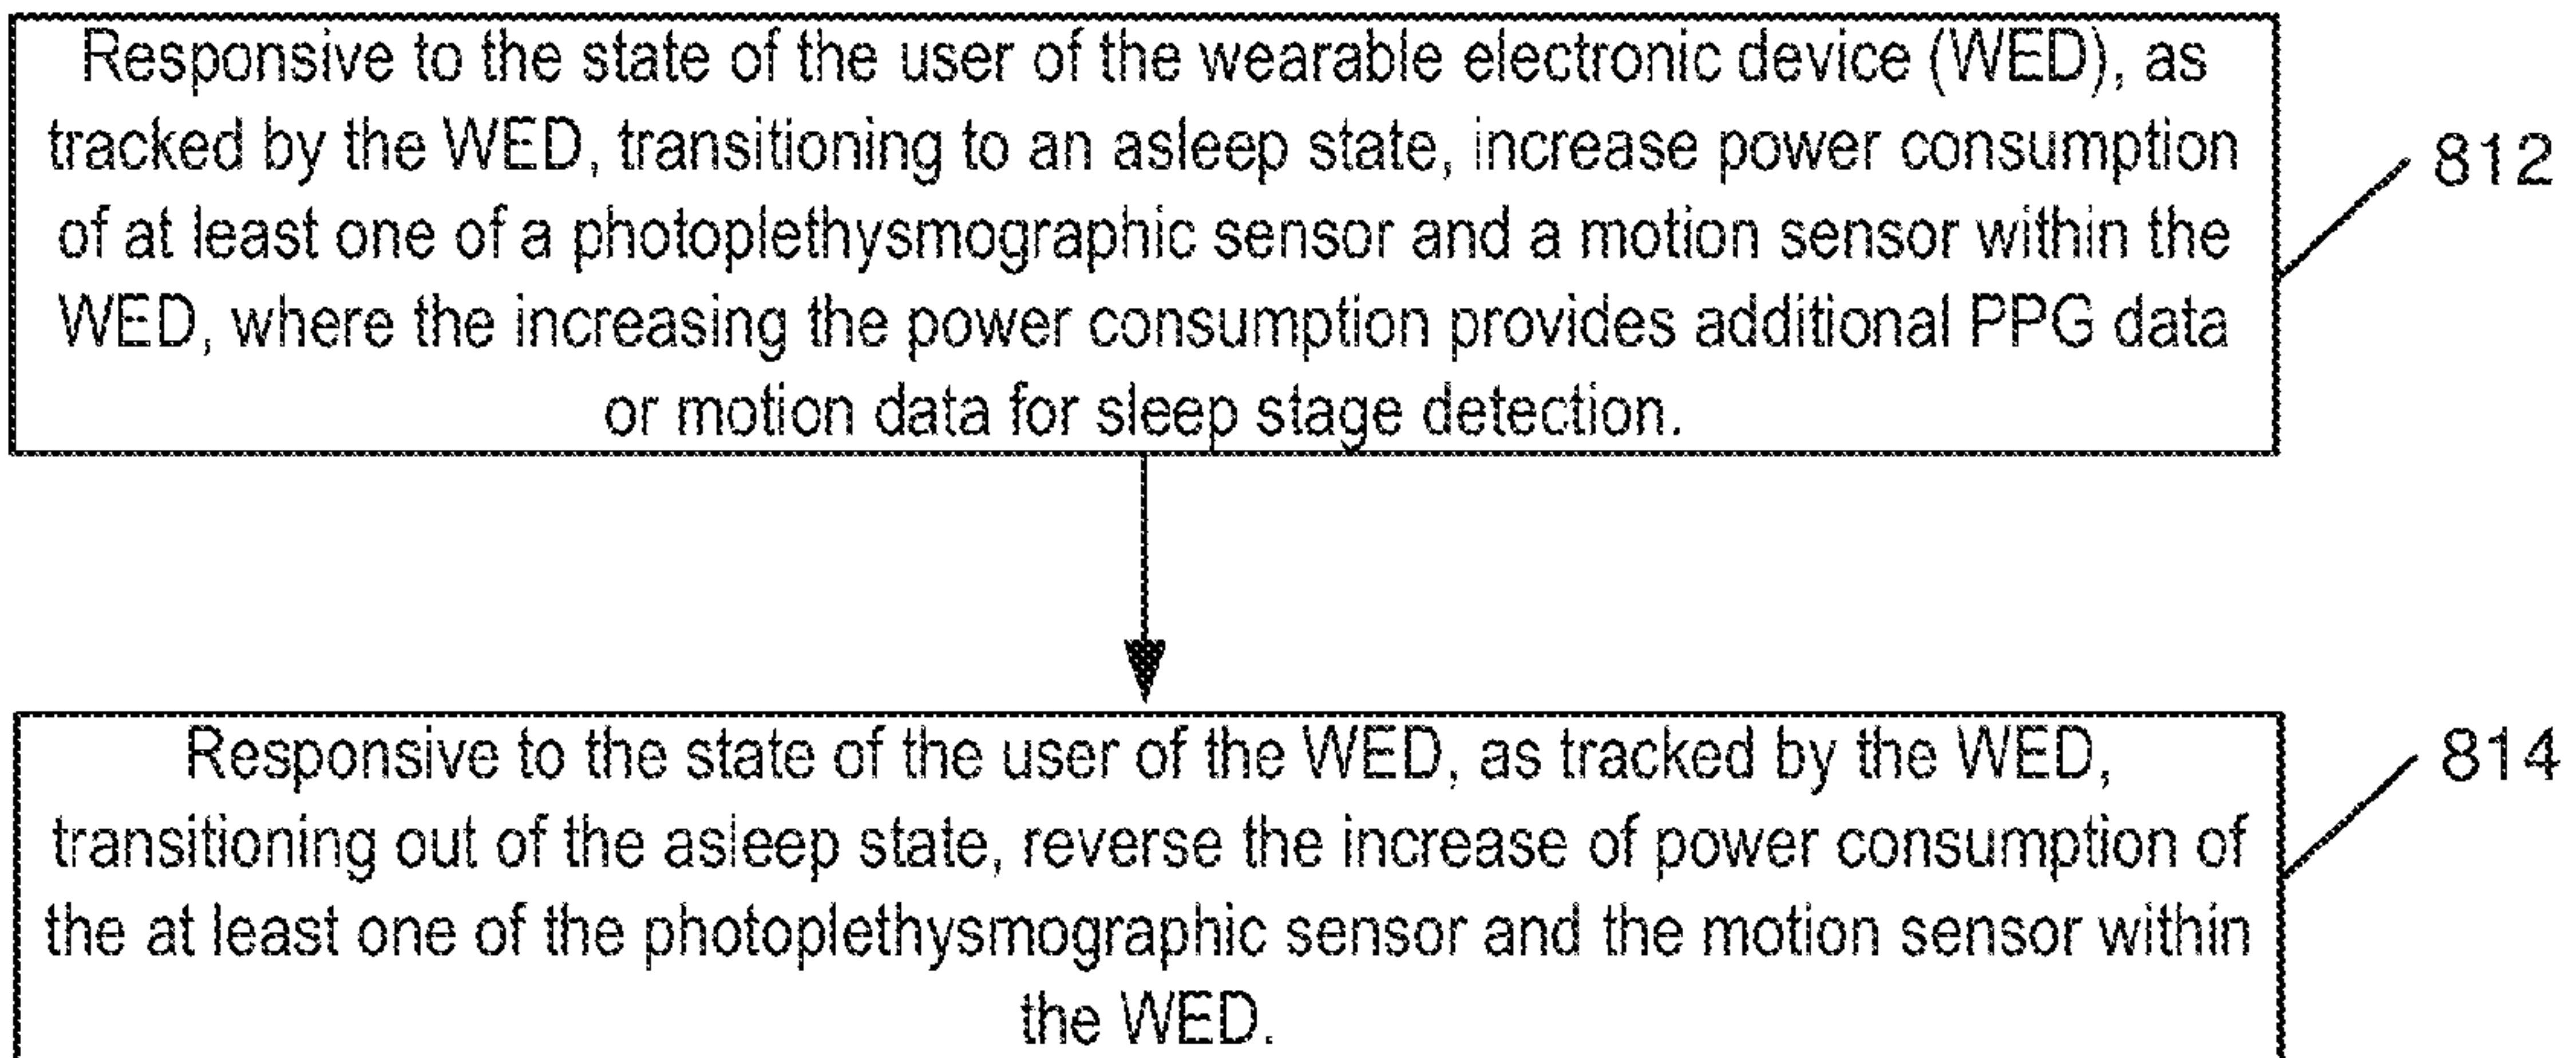 Responsive to the state of the user of the wearable electronic device (WED), as
tracked by the WED, transitioning to an asleep state, increase power consumption
of at least one of a photoplethysmographic sensor and a motion sensor within the
WED, where the increasing the power consumption provides additional PPG data
or motion data for sleep stage detection.
812
Responsive to the state of the user of the WED, as tracked by the WED,
transitioning out of the asleep state, reverse the increase of power consumption of
the at least one of the photoplethysmographic sensor and the motion sensor within
the WED.
814